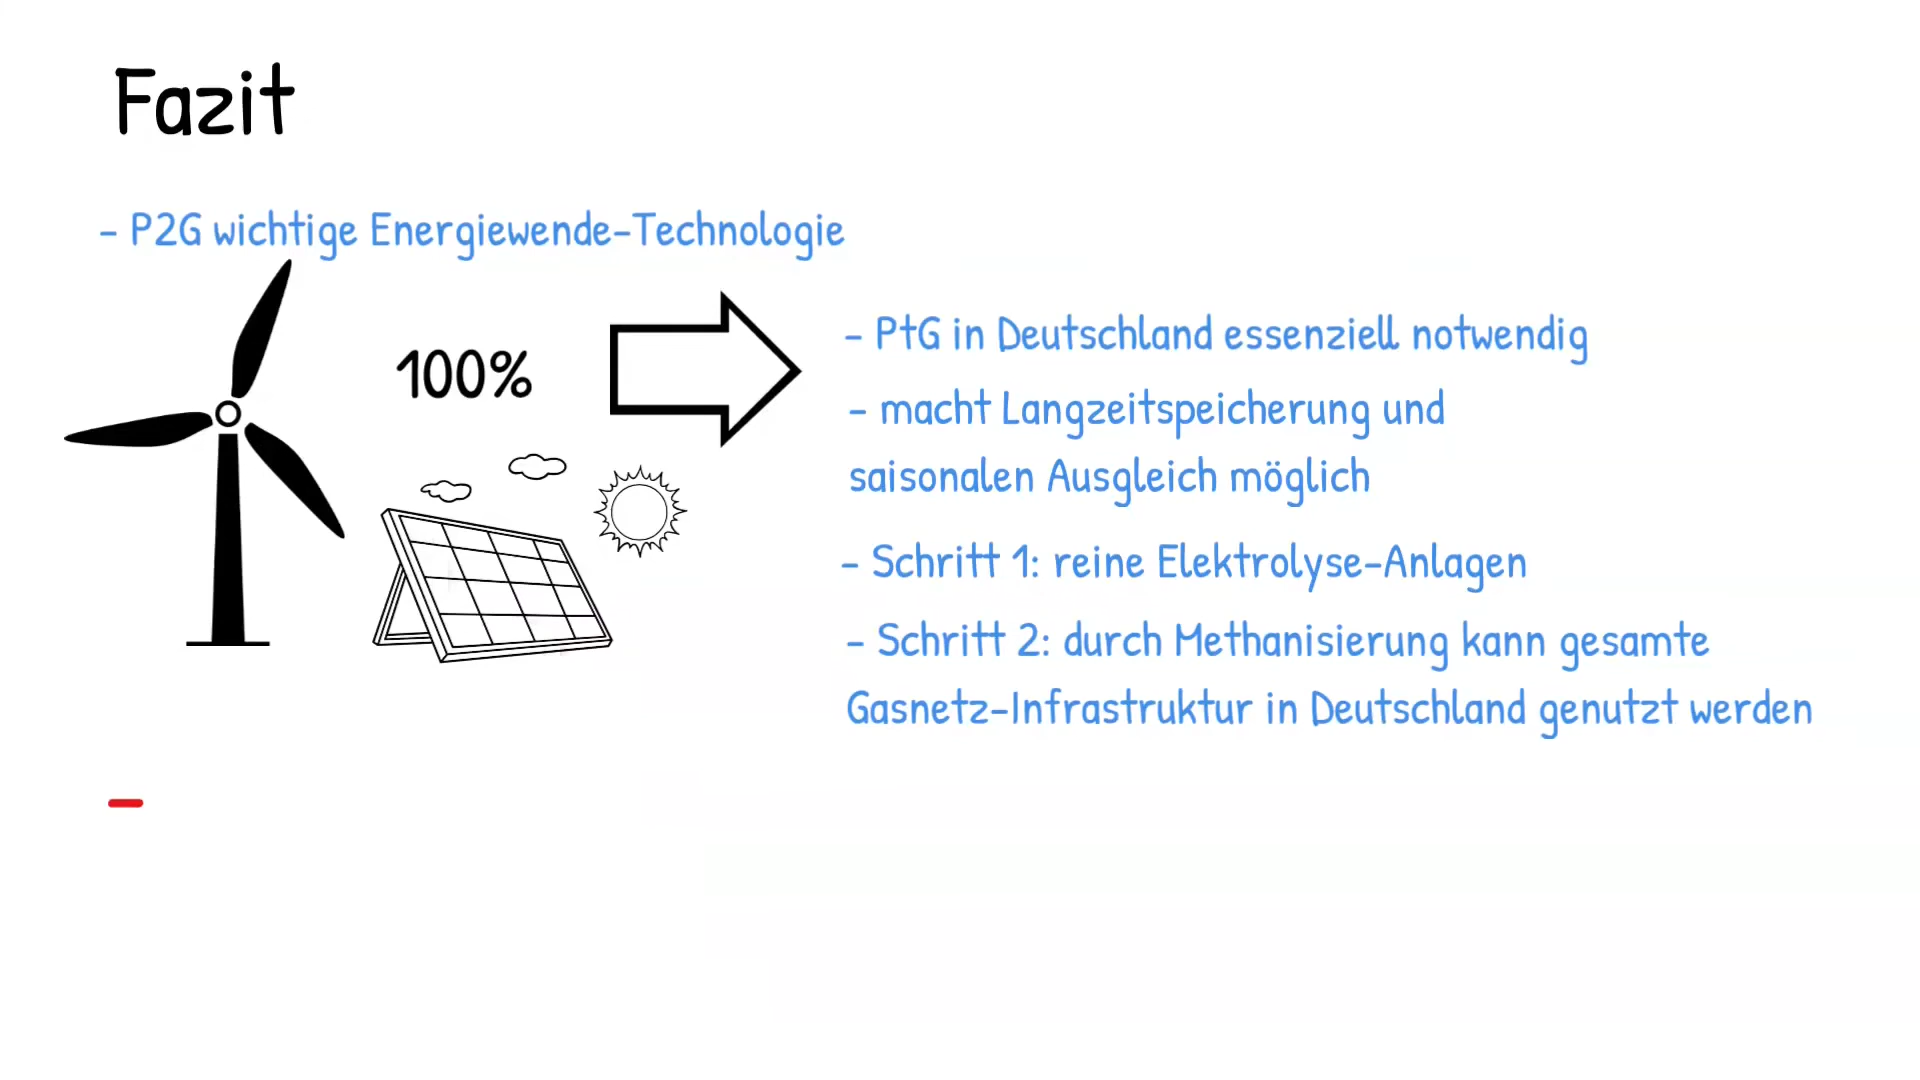 Fazit
- P2G wichtige Energiewende-Technologie
100%
- PtG in Deutschland essenziell notwendig
- macht Langzeitspeicherung und
saisonalen Ausgleich möglich
- Schritt 1: reine Elektrolyse-Anlagen
- Schritt 2: durch Methanisierung kann gesamte
Gasnetz-Infrastruktur in Deutschland genutzt werden
-